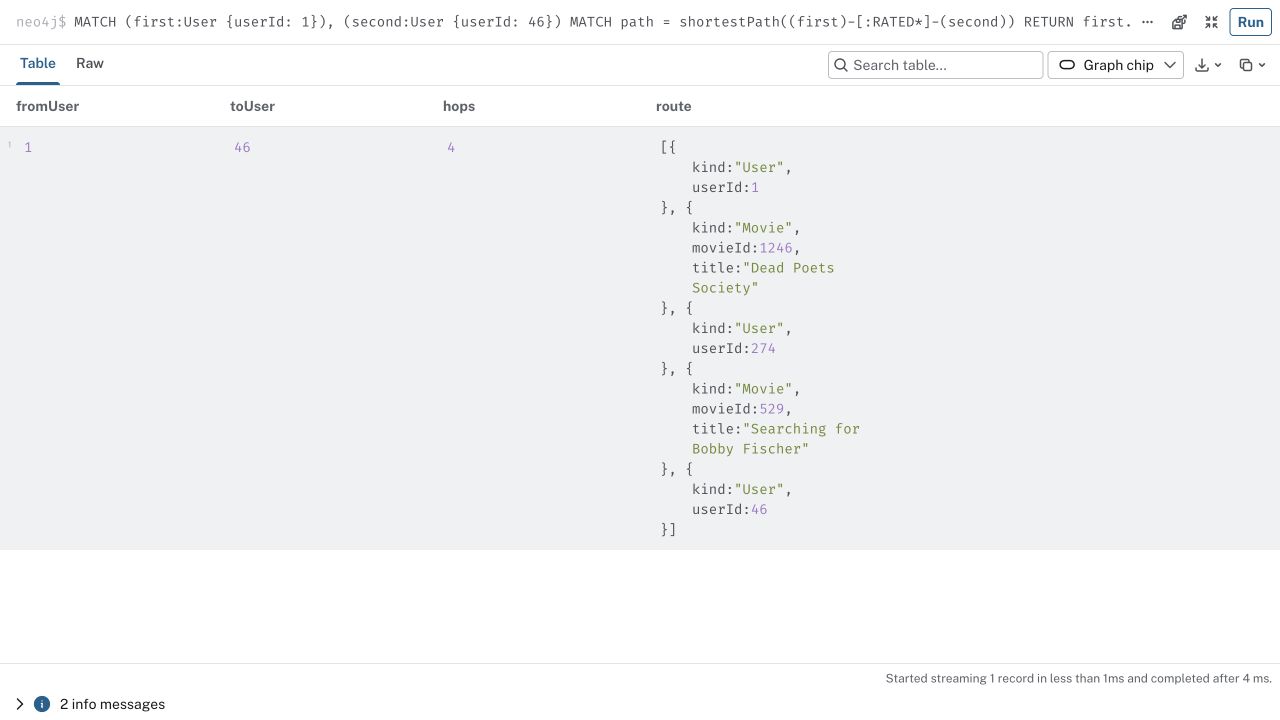 neo4j$ MATCH (first:User {userId: 1}), (second:User {userId: 46}) MATCH path = shortestPath((first)-[:RATED*]-(second)) RETURN first. ⋯ Run
Table Raw Search table... Graph chip
fromUser toUser hops route
1 1 46 4 [{
kind:"User",
userId:1
}, {
kind:"Movie",
movieId:1246,
title:"Dead Poets
Society"
}, {
kind:"User",
userId:274
}, {
kind:"Movie",
movieId:529,
title:"Searching for
Bobby Fischer"
}, {
kind:"User",
userId:46
}]
Started streaming 1 record in less than 1ms and completed after 4 ms.
2 info messages